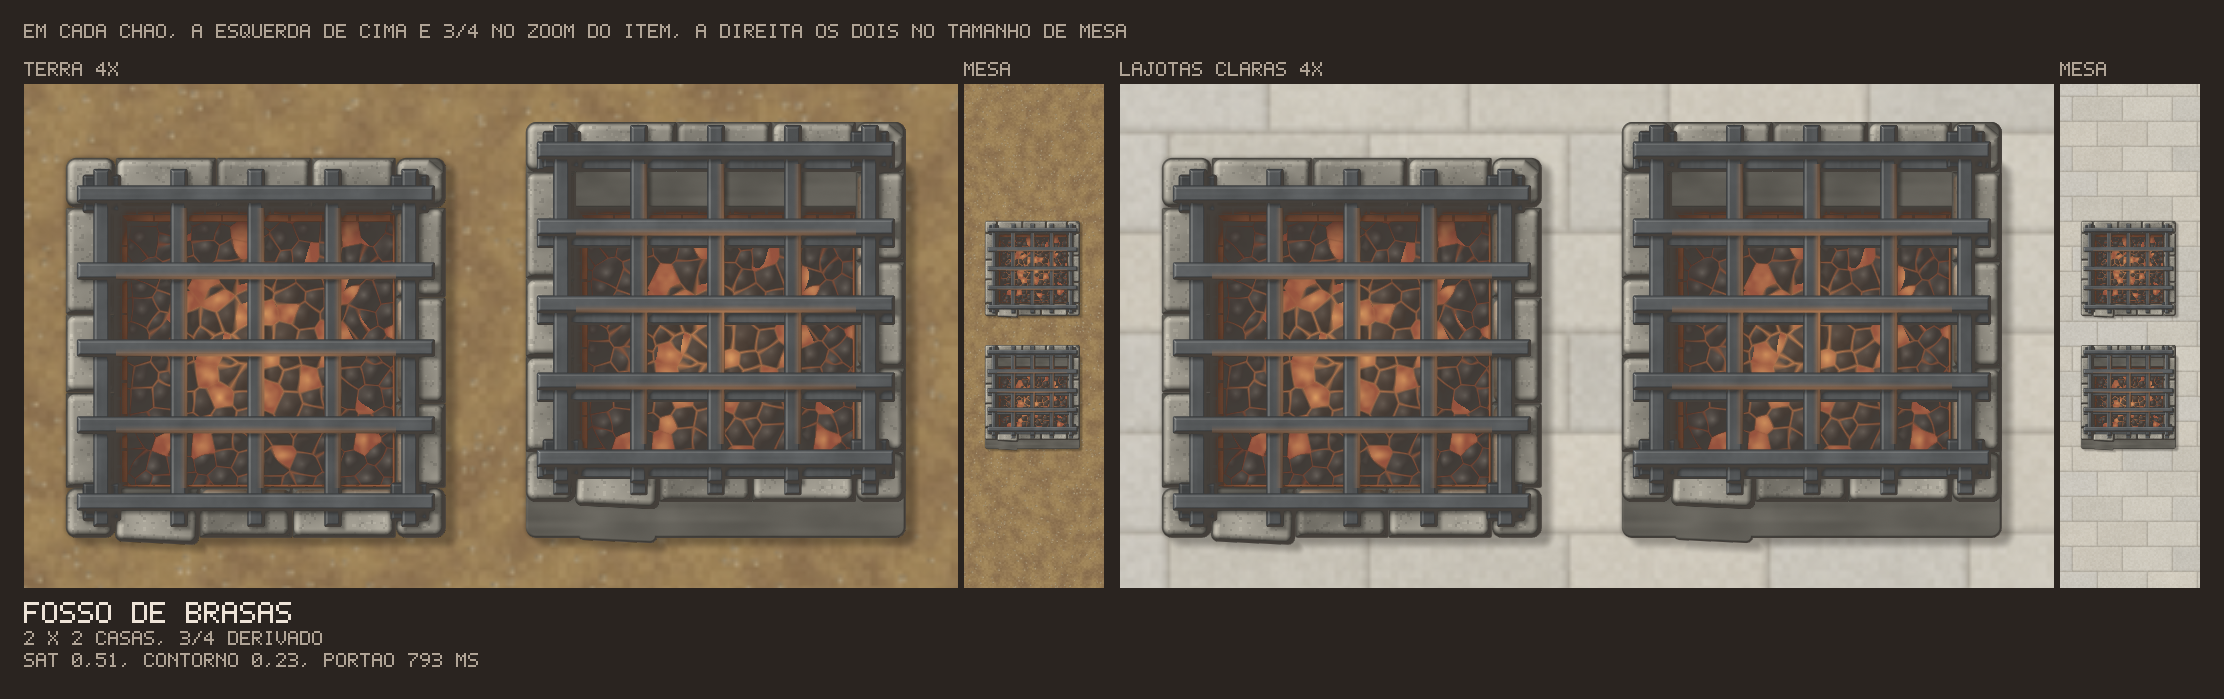 EM CADA CHAO, A ESQUERDA DE CIMA E 3/4 NO ZOOM DO ITEM, A DIREITA OS DOIS NO TAMANHO DE MESA
TERRA 4X
MESA
LAJOTAS CLARAS 4X
MESA
FOSSO DE BRASAS
2 X 2 CASAS, 3/4 DERIVADO
SAT 0,51, CONTORNO 0,23, PORTAO 793 MS